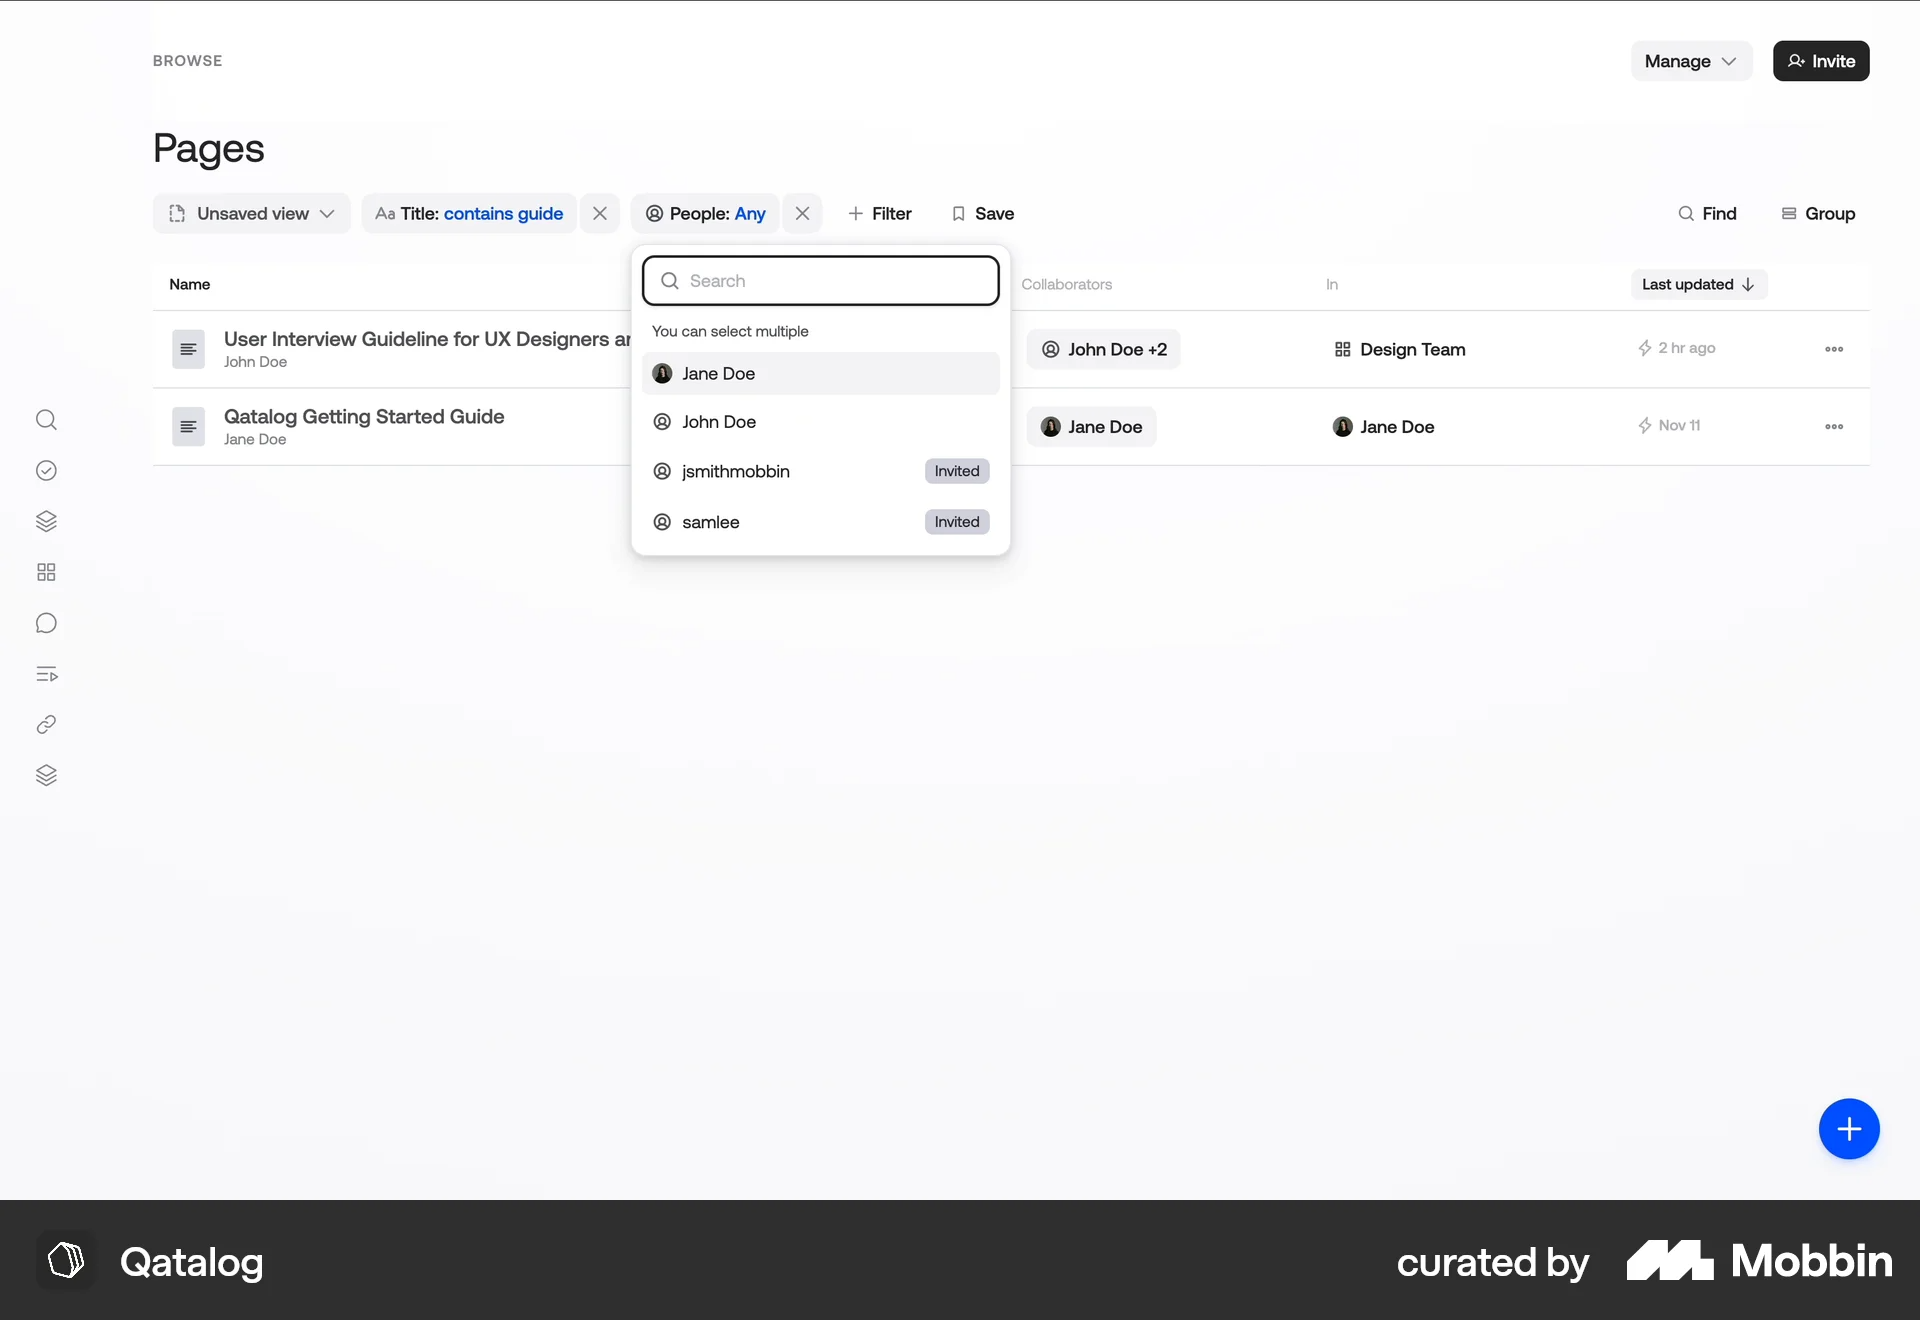 BROWSE
Manage
Invite
Pages
Unsaved view
Aa Title: contains guide
People: Any
Filter
Save
Find
Group
Name
Collaborators
In
Last updated
User Interview Guideline for UX Designers ar
John Doe
John Doe +2
Design Team
2 hr ago
Qatalog Getting Started Guide
Jane Doe
Jane Doe
Jane Doe
Nov 11
Search
You can select multiple
Jane Doe
John Doe
jsmithmobbin
Invited
samlee
Invited
Qatalog
curated by
Mobbin